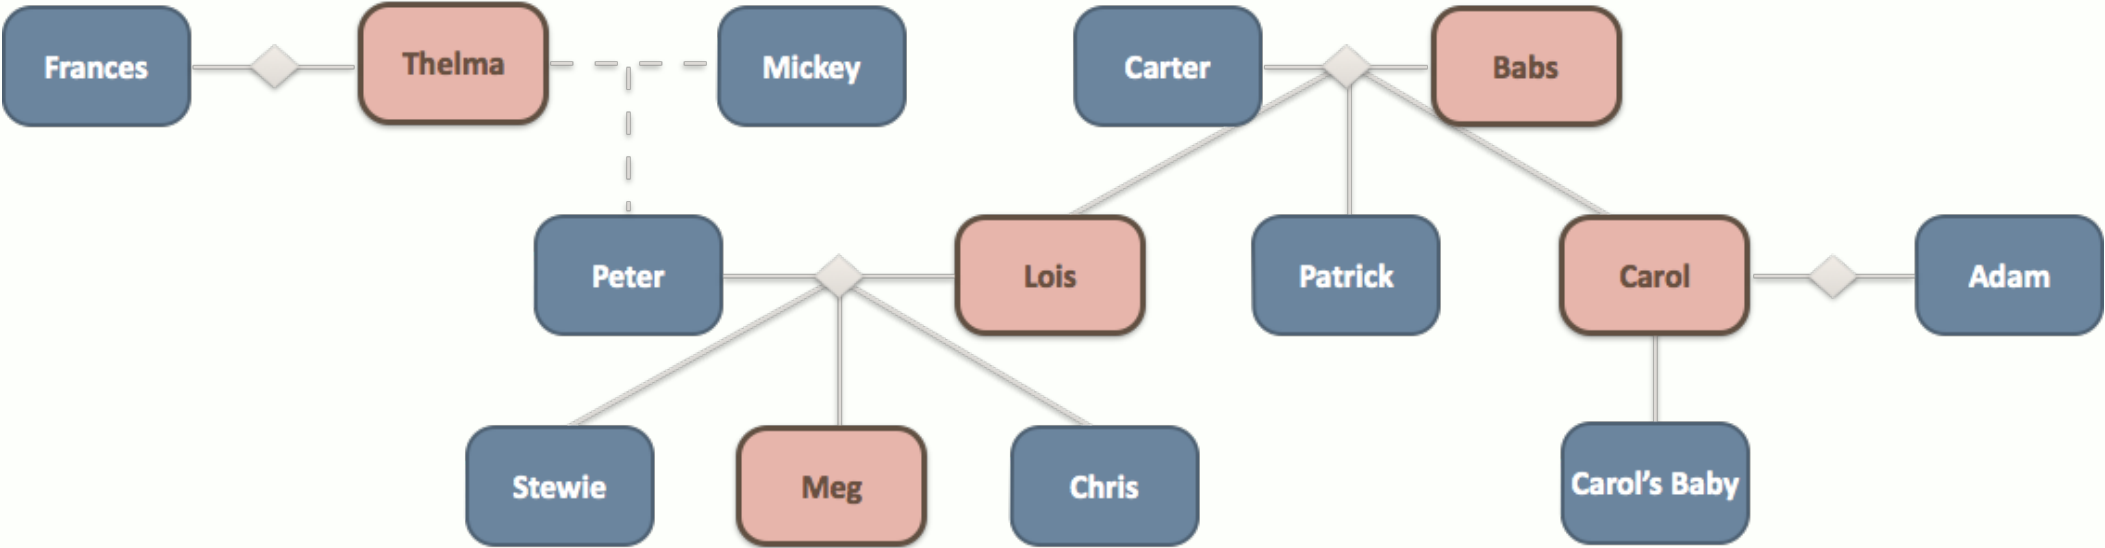 Frances
Thelma
Mickey
Carter
Babs
Peter
Lois
Patrick
Carol
Adam
Stewie
Meg
Chris
Carol’s Baby